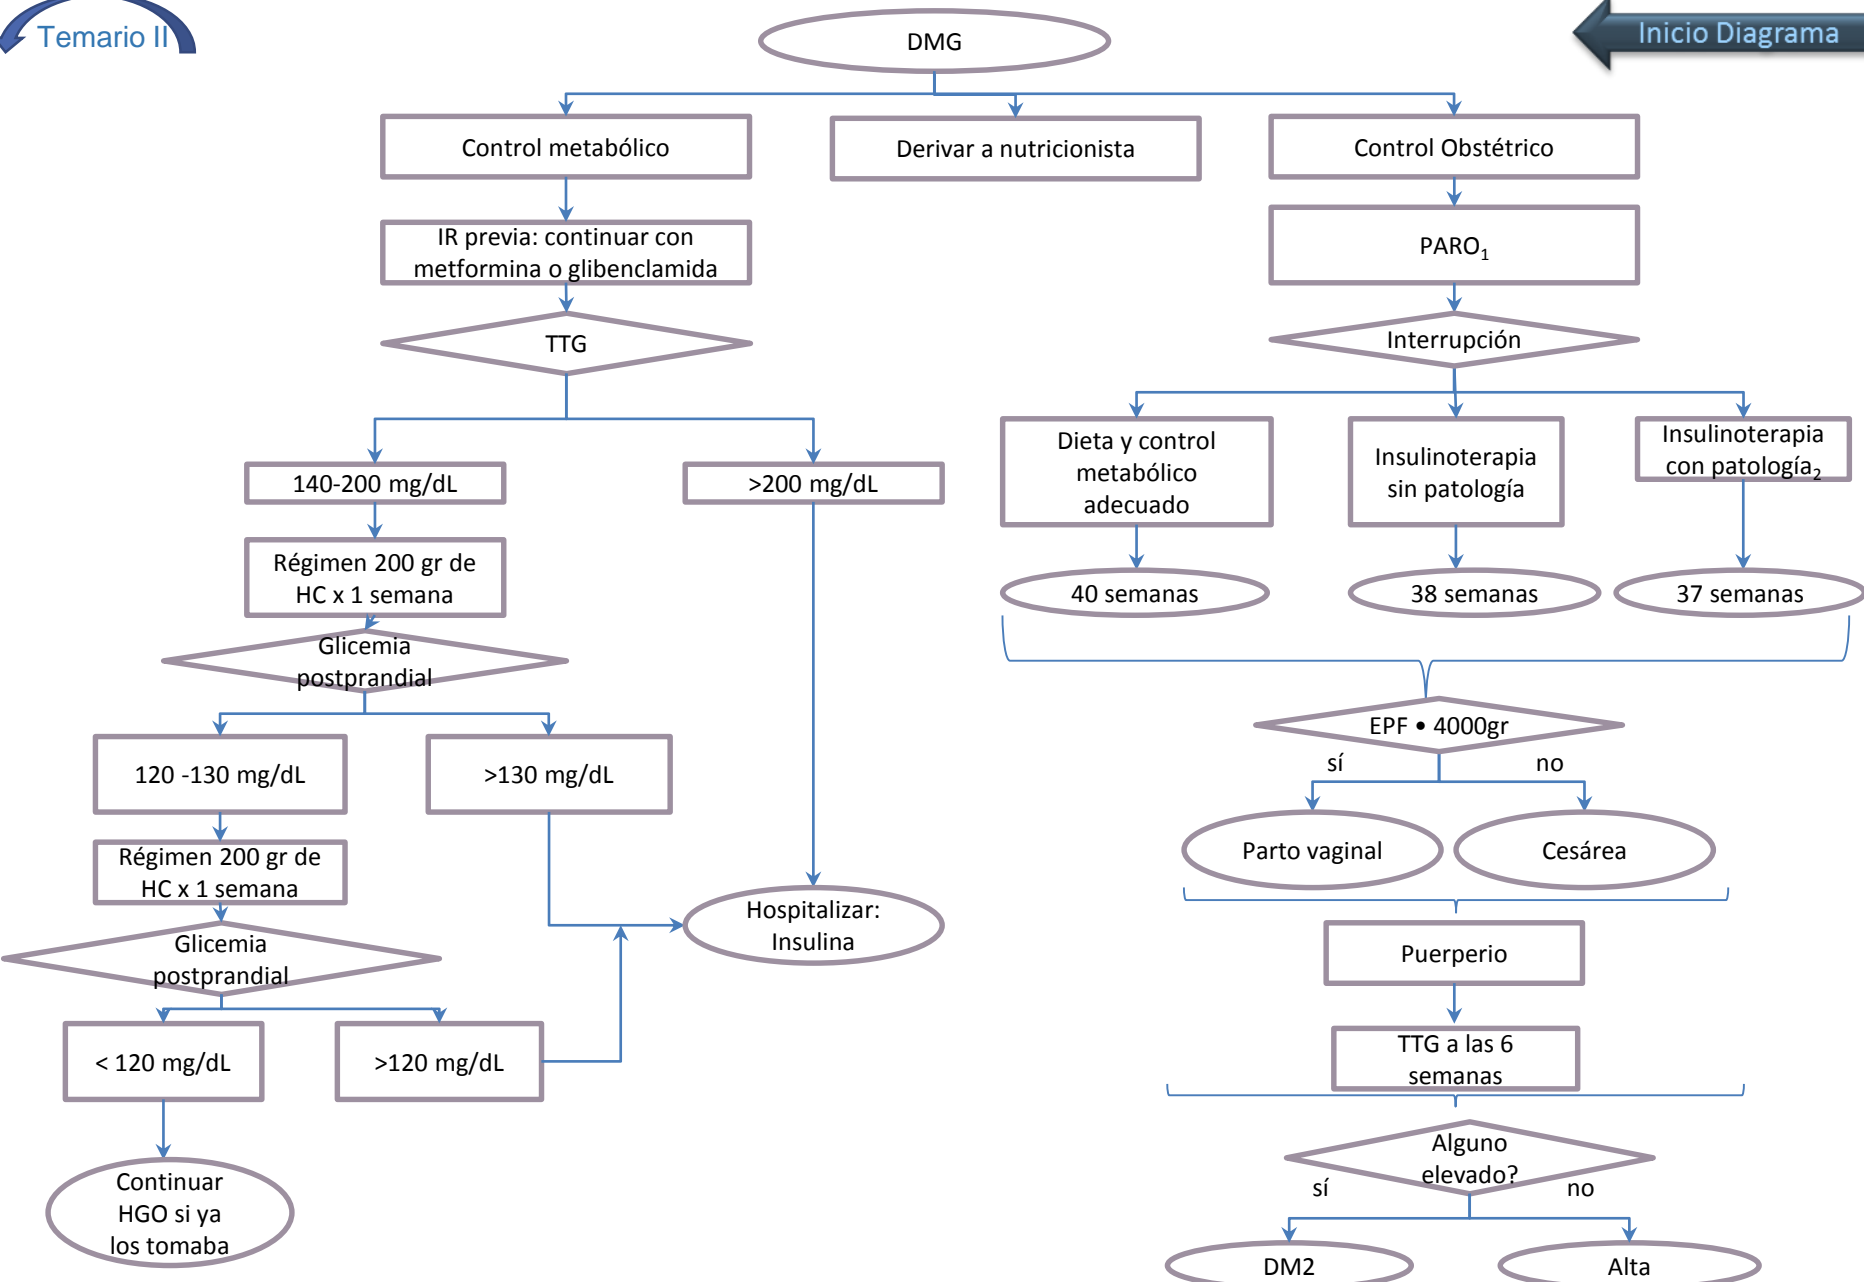 Temario II
Inicio Diagrama
DMG
Control metabólico
Derivar a nutricionista
Control Obstétrico
IR previa: continuar con
metformina o glibenclamida
PARO1
TTG
Interrupción
140-200 mg/dL
>200 mg/dL
Dieta y control
metabólico
adecuado
Insulinoterapia
sin patología
Insulinoterapia
con patología2
Régimen 200 gr de
HC x 1 semana
40 semanas
38 semanas
37 semanas
Glicemia
postprandial
EPF • 4000gr
sí
no
120 -130 mg/dL
>130 mg/dL
Parto vaginal
Cesárea
Régimen 200 gr de
HC x 1 semana
Hospitalizar:
Insulina
Glicemia
postprandial
Puerperio
< 120 mg/dL
>120 mg/dL
TTG a las 6
semanas
Alguno
elevado?
sí
no
Continuar
HGO si ya
los tomaba
DM2
Alta